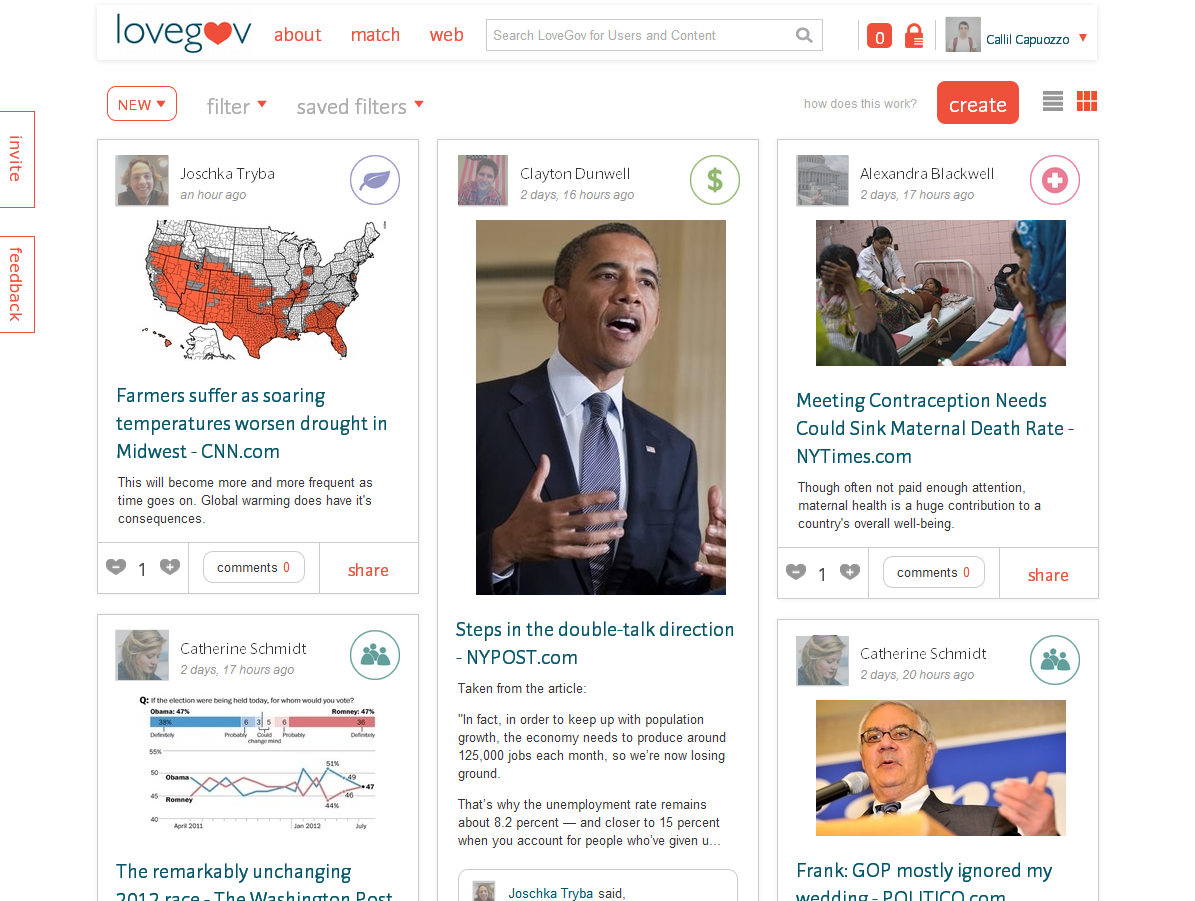 lovegov
about match web
Search LoveGov for Users and Content
0
Callil Capuozzo
NEW
filter
saved filters
how does this work?
create
invite
feedback
Joschka Tryba
an hour ago
Farmers suffer as soaring
temperatures worsen drought in
Midwest - CNN.com
This will become more and more frequent as
time goes on. Global warming does have it's
consequences.
1
comments 0
share
Catherine Schmidt
2 days, 17 hours ago
Q: If the election were being held today, for whom would you vote?
Obama: 47% Romney: 47%
38% 6 3 5 6 36
Definitely Probably Could Probably Definitely
change mind
55%
50
45
40
Obama
Romney
51%
49
47
46
44%
April 2011 Jan 2012 July
The remarkably unchanging
2012 race - The Washington Post
Clayton Dunwell
2 days, 16 hours ago
$
Steps in the double-talk direction
- NYPOST.com
Taken from the article:
"In fact, in order to keep up with population
growth, the economy needs to produce around
125,000 jobs each month, so we’re now losing
ground.
That’s why the unemployment rate remains
about 8.2 percent — and closer to 15 percent
when you account for people who’ve given u...
Joschka Tryba said,
Alexandra Blackwell
2 days, 17 hours ago
Meeting Contraception Needs
Could Sink Maternal Death Rate -
NYTimes.com
Though often not paid enough attention,
maternal health is a huge contribution to a
country's overall well-being.
1
comments 0
share
Catherine Schmidt
2 days, 20 hours ago
Frank: GOP mostly ignored my
wedding - POLITICO.com